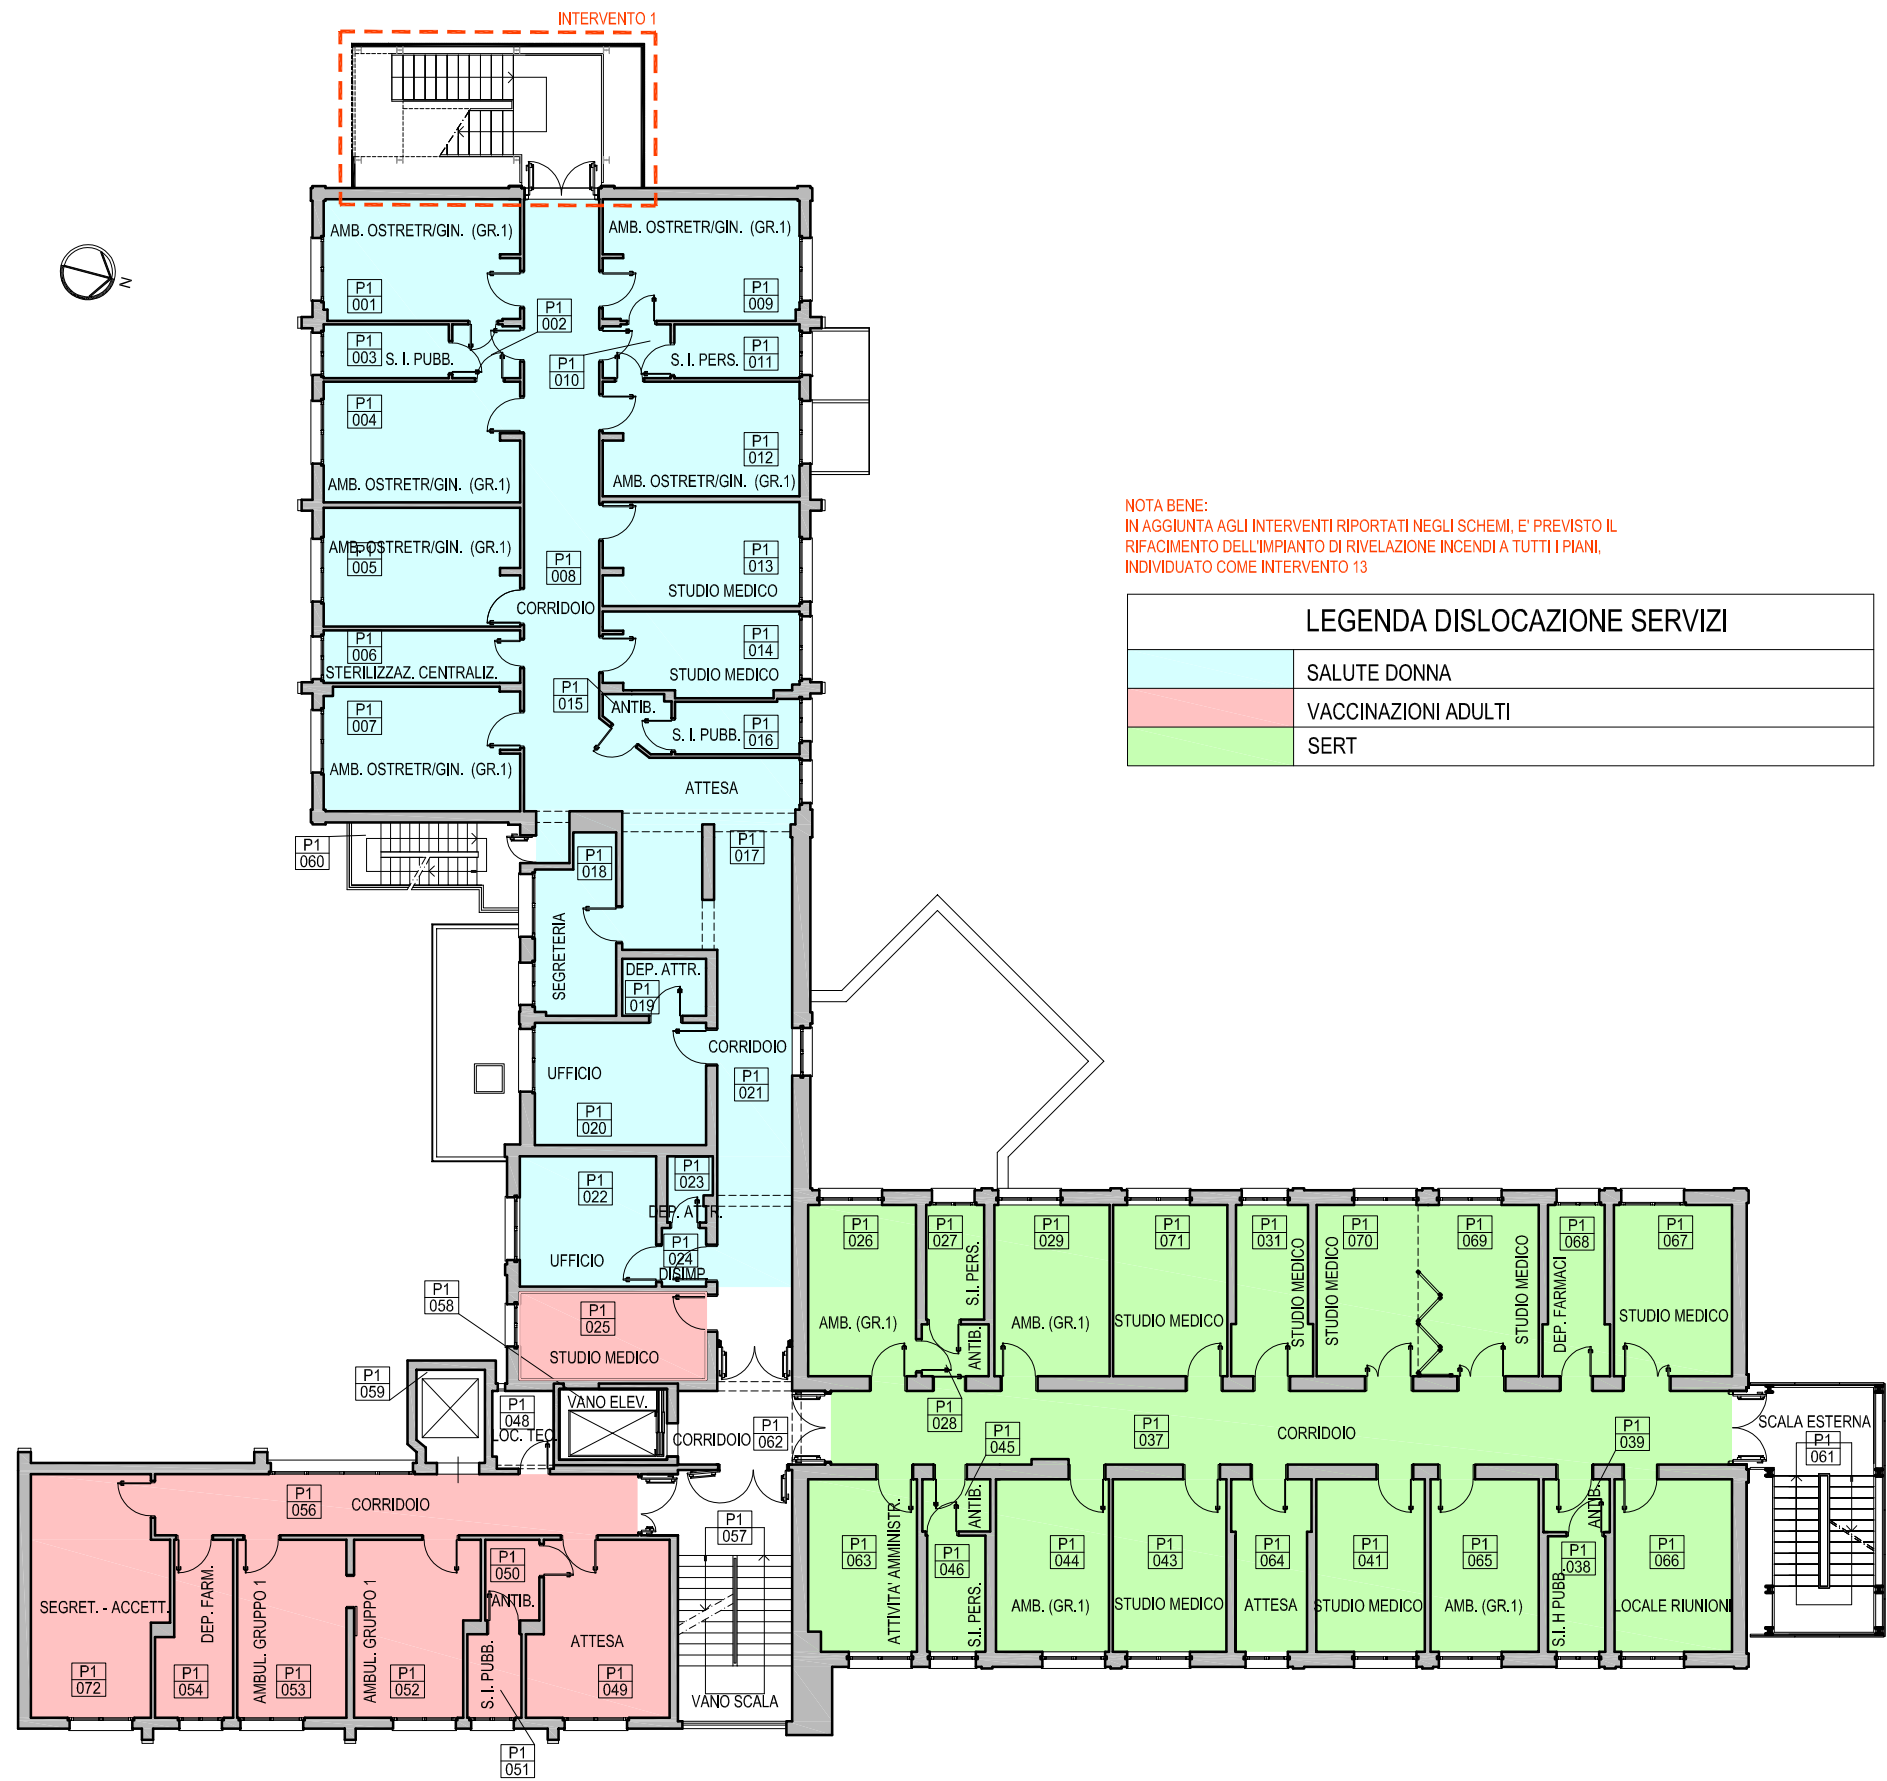 INTERVENTO 1
AMB. OSTRETR/GIN. (GR.1)
P1
001
AMB. OSTRETR/GIN. (GR.1)
P1
009
N
P1
002
P1
003
S. I. PUBB.
P1
010
S. I. PERS.
P1
011
P1
004
AMB. OSTRETR/GIN. (GR.1)
P1
012
AMB. OSTRETR/GIN. (GR.1)
AMB. OSTRETR/GIN. (GR.1)
P1
005
P1
008
CORRIDOIO
P1
013
STUDIO MEDICO
P1
006
STERILIZZAZ. CENTRALIZ.
P1
014
STUDIO MEDICO
P1
007
AMB. OSTRETR/GIN. (GR.1)
P1
015
ANTIB.
S. I. PUBB.
P1
016
ATTESA
NOTA BENE:
IN AGGIUNTA AGLI INTERVENTI RIPORTATI NEGLI SCHEMI, E' PREVISTO IL
RIFACIMENTO DELL'IMPIANTO DI RIVELAZIONE INCENDI A TUTTI I PIANI,
INDIVIDUATO COME INTERVENTO 13
LEGENDA DISLOCAZIONE SERVIZI
SALUTE DONNA
VACCINAZIONI ADULTI
SERT
P1
060
P1
018
P1
017
SEGRETERIA
DEP. ATTR.
P1
019
CORRIDOIO
UFFICIO
P1
021
P1
020
P1
022
P1
023
DEP. ATTR.
UFFICIO
P1
024
DISIMP.
P1
058
P1
025
STUDIO MEDICO
P1
059
P1
048
LOC. TEC.
VANO ELEV.
CORRIDOIO
P1
062
P1
026
AMB. (GR.1)
P1
027
S.I. PERS.
ANTIB.
P1
029
AMB. (GR.1)
P1
071
STUDIO MEDICO
P1
031
STUDIO MEDICO
P1
070
STUDIO MEDICO
P1
069
STUDIO MEDICO
P1
068
DEP. FARMACI
P1
067
STUDIO MEDICO
P1
028
P1
045
P1
037
CORRIDOIO
P1
039
SCALA ESTERNA
P1
061
P1
056
CORRIDOIO
P1
057
VANO SCALA
P1
063
ATTIVITA' AMMINISTR.
P1
046
S.I. PERS.
ANTIB.
P1
044
AMB. (GR.1)
P1
043
STUDIO MEDICO
P1
064
ATTESA
P1
041
STUDIO MEDICO
P1
065
AMB. (GR.1)
P1
038
S.I. H PUBB.
ANTIB.
P1
066
LOCALE RIUNIONI
SEGRET. - ACCETT.
P1
072
DEP. FARM.
P1
054
AMBUL. GRUPPO 1
P1
053
AMBUL. GRUPPO 1
P1
052
P1
050
ANTIB.
S. I. PUBB.
ATTESA
P1
049
P1
051